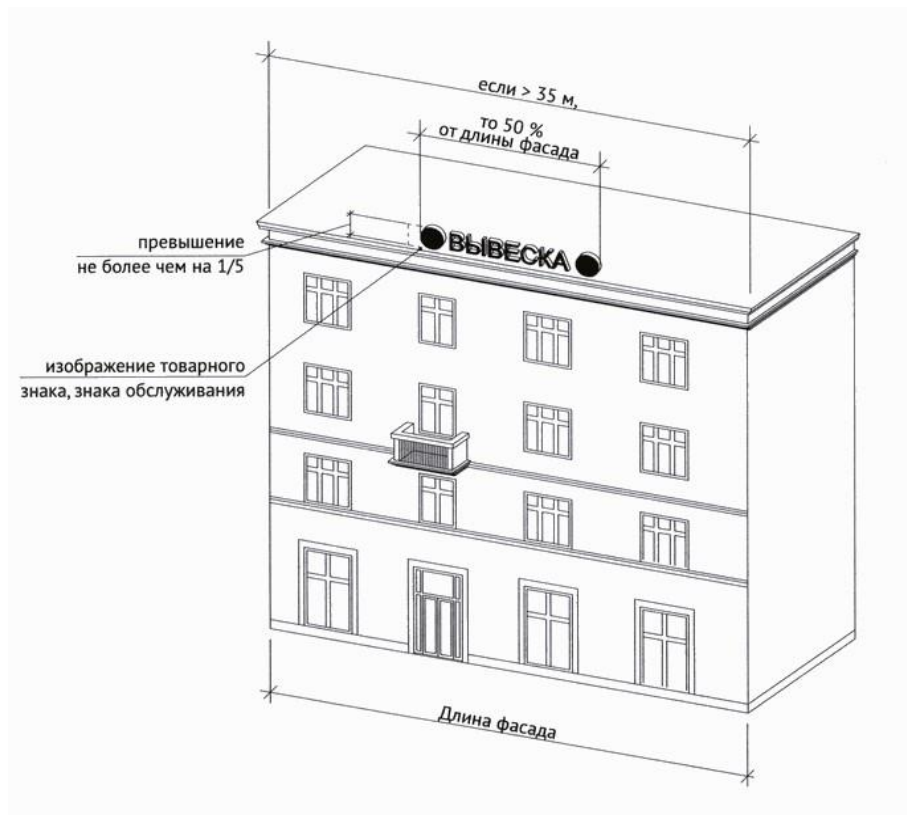 если > 35 м,
то 50 %
от длины фасада
ВЫВЕСКА
превышение
не более чем на 1/5
изображение товарного
знака, знака обслуживания
Длина фасада